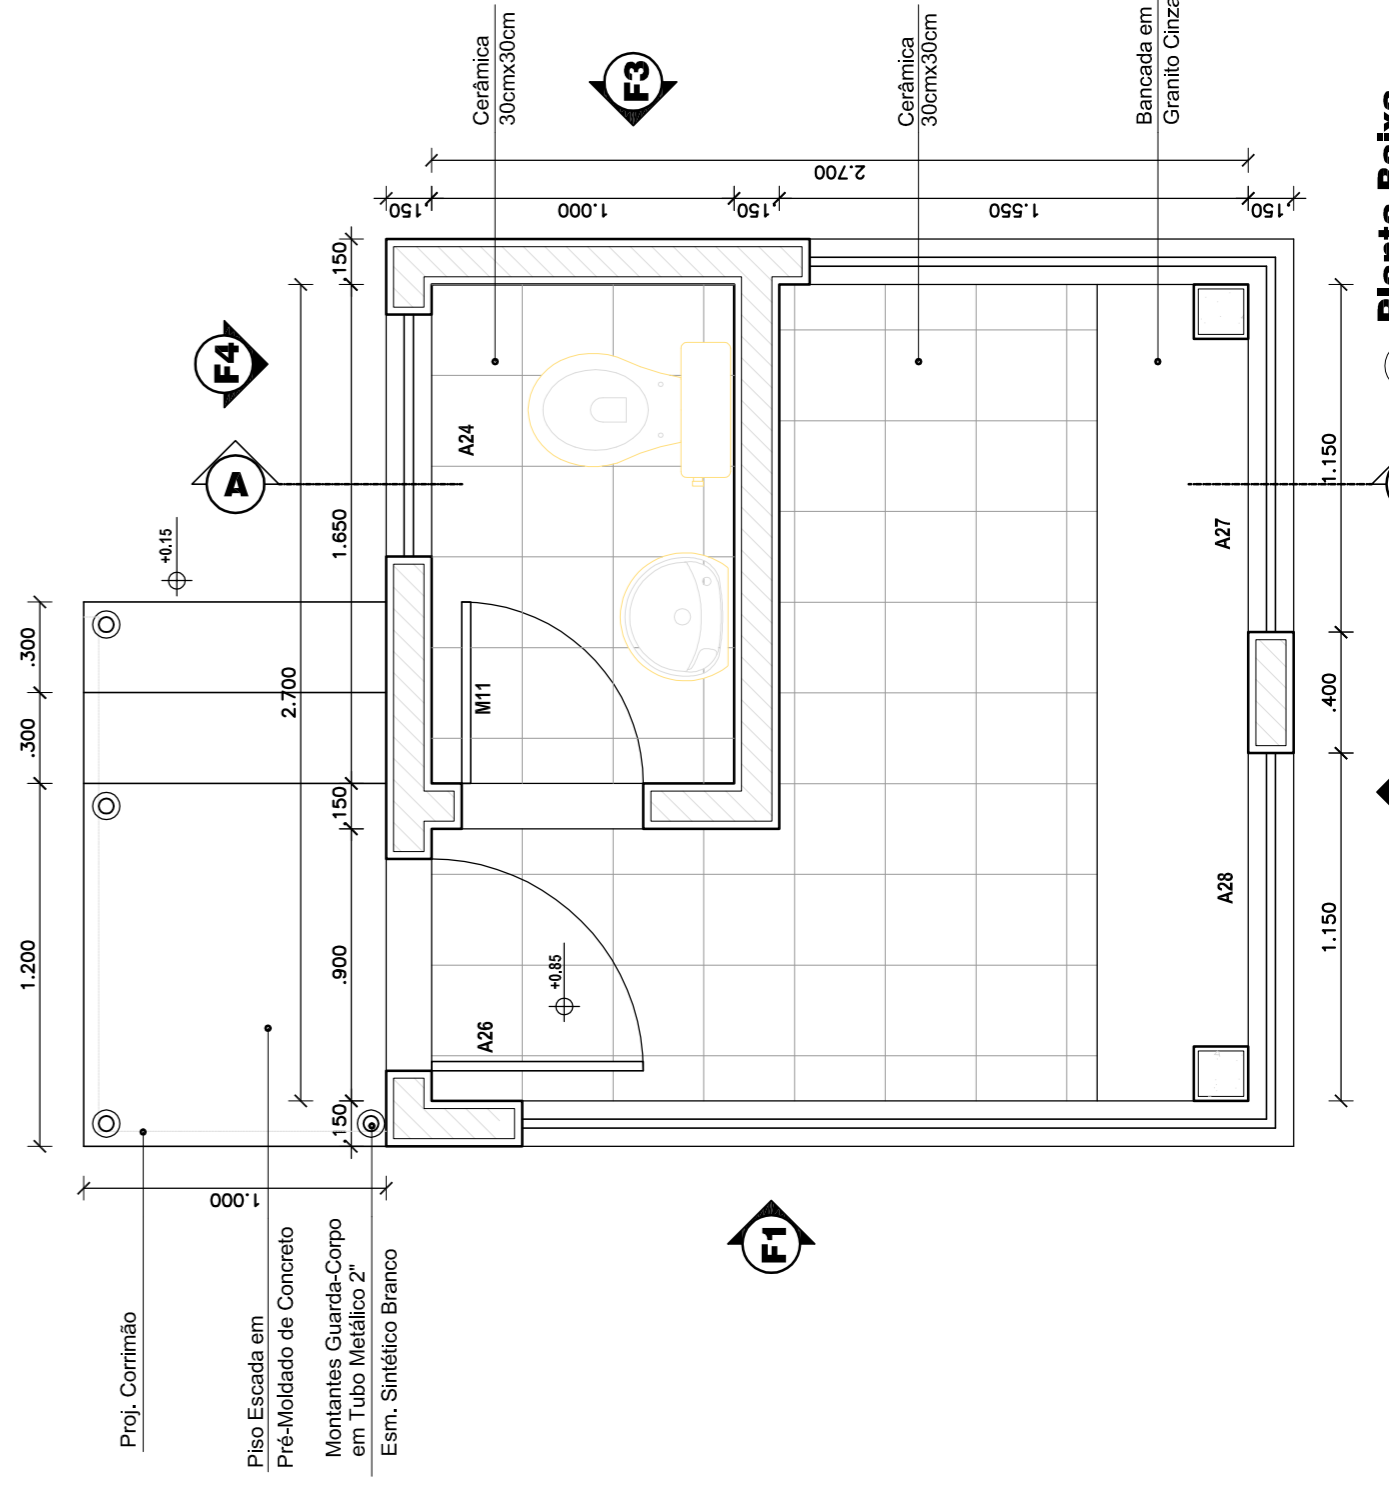 Proj. Corrimão
Piso Escada em
Pré-Moldado de Concreto
Montantes Guarda-Corpo
em Tubo Metálico 2"
Esm. Sintético Branco
1.200
.300
.300
+0.15
1.000
2.700
.150
.900
.150
1.650
.150
A
F4
F3
F1
Cerâmica
30cmx30cm
Cerâmica
30cmx30cm
Bancada em
Granito Cinza
.150
1.000
.150
1.550
.150
2.700
A24
M11
A26
+0.85
A27
A28
1.150
.400
1.150